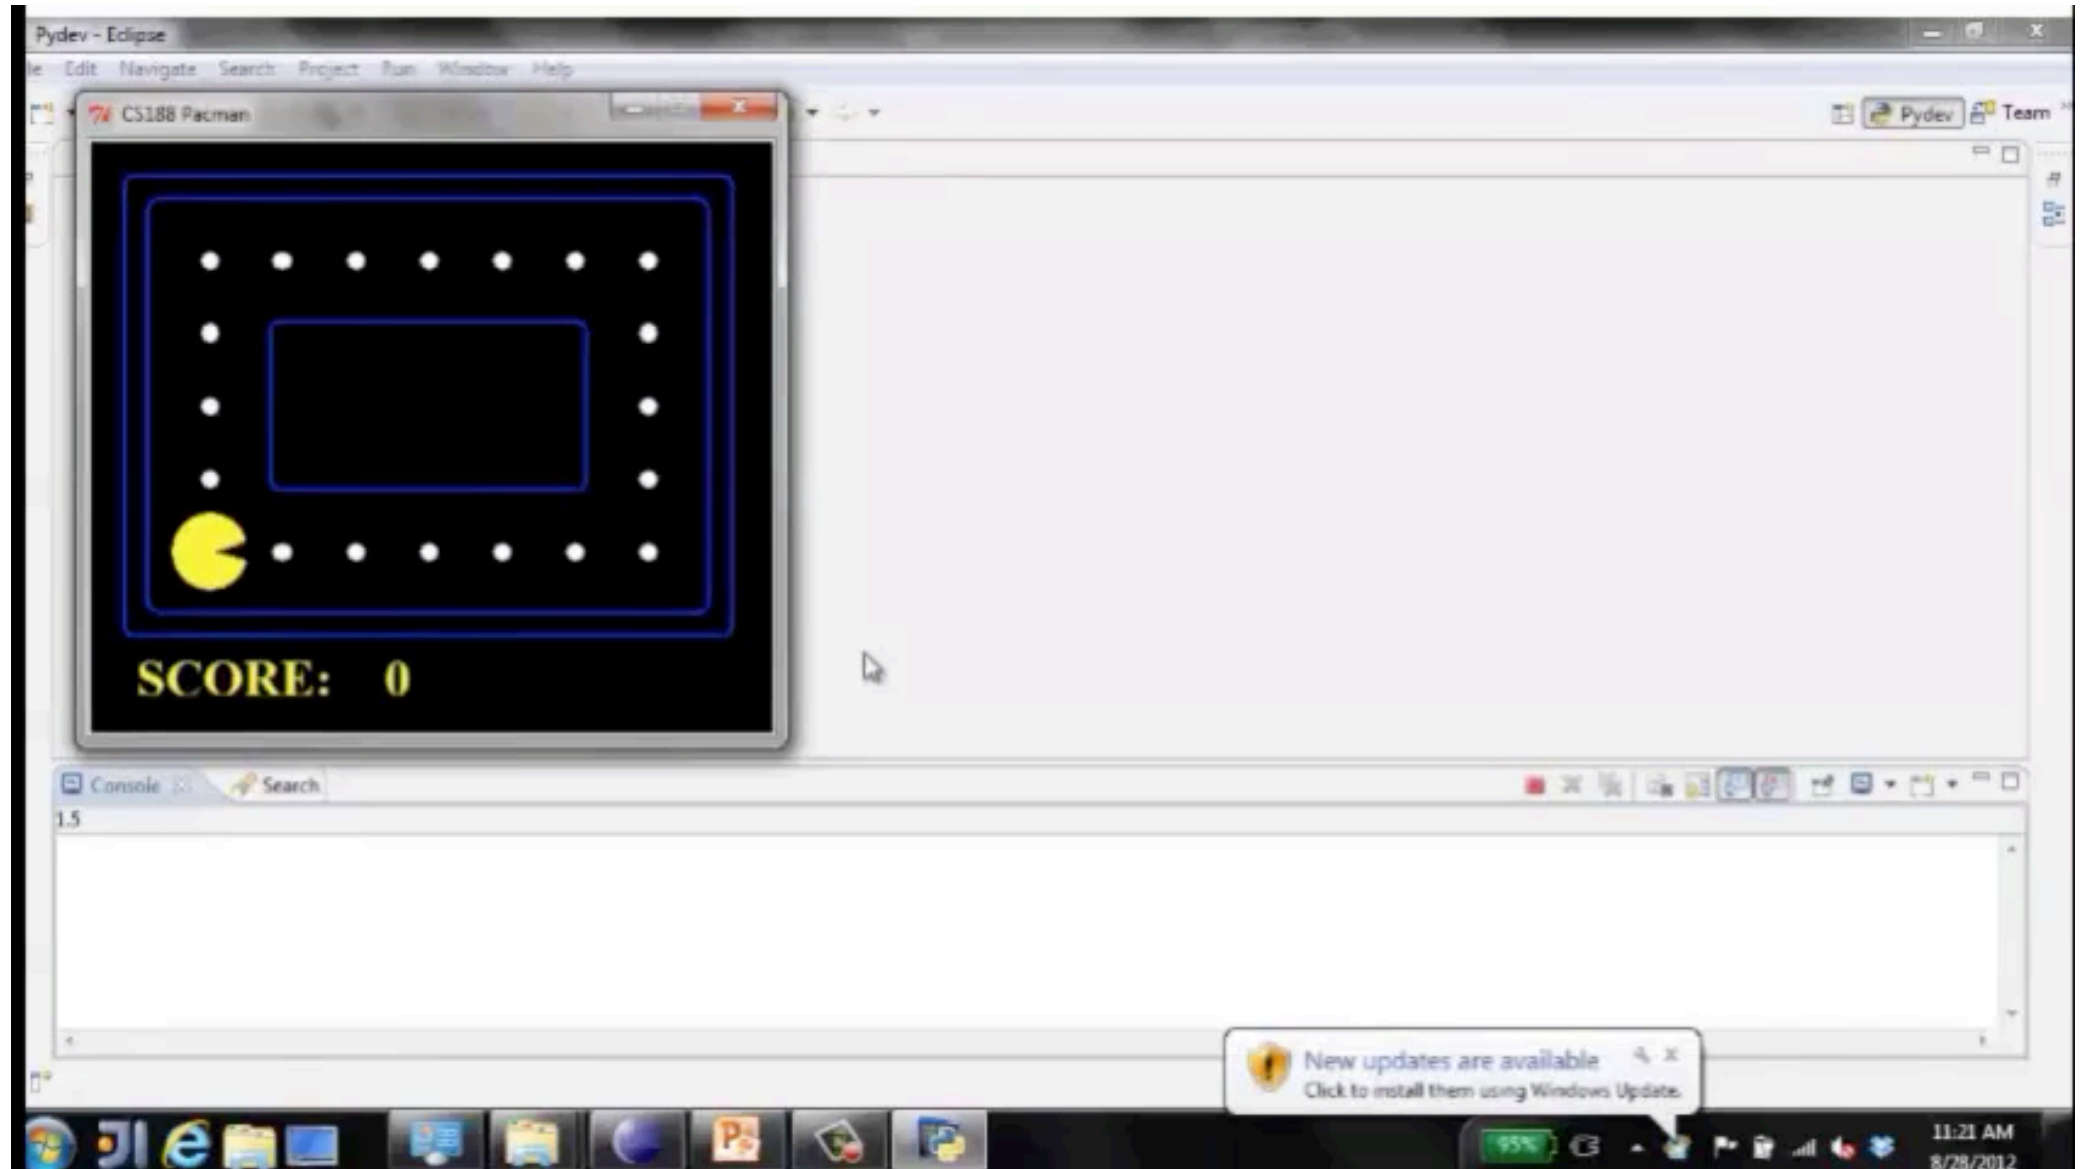 Pydev - Eclipse
le Edit Navigate Search Project Run Window Help
CS188 Pacman
Pydev Team
SCORE: 0
Console Search
1.5
New updates are available
Click to install them using Windows Update.
95%
11:21 AM
8/28/2012